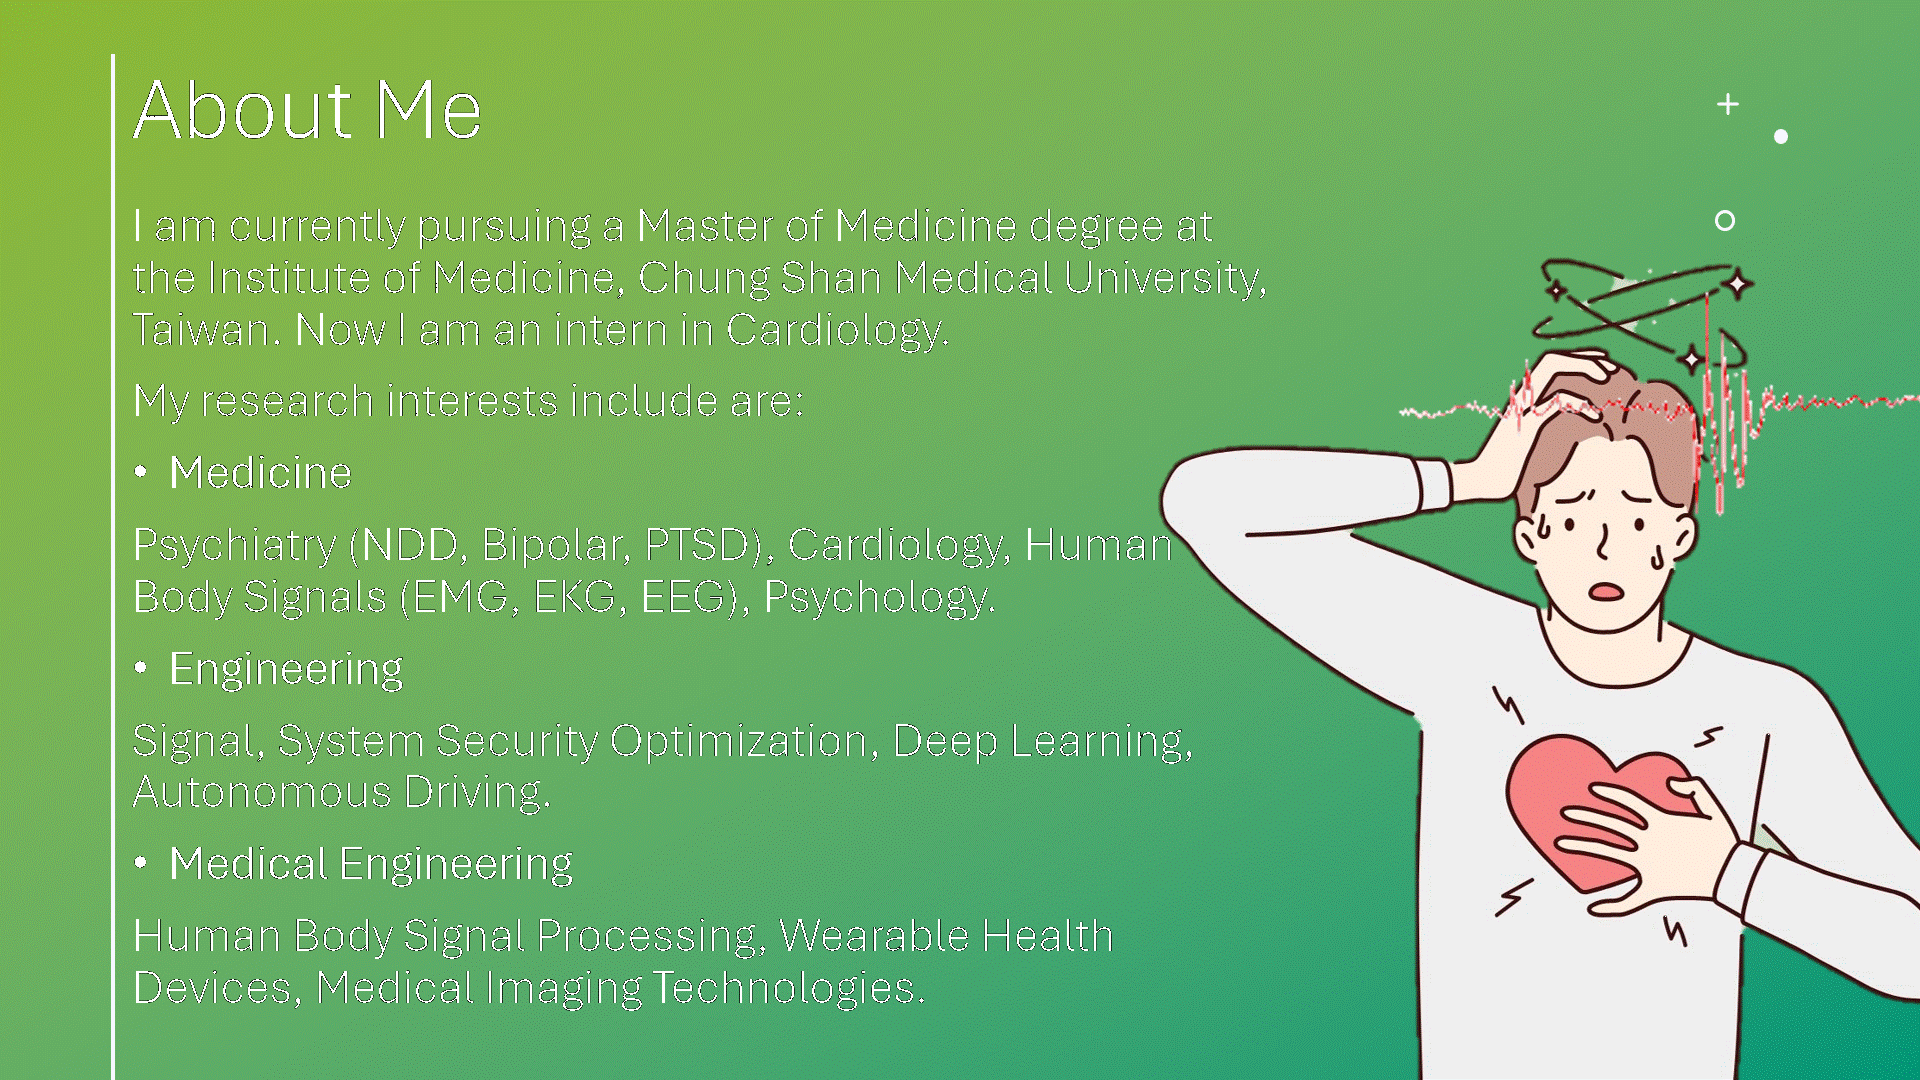 About Me
I am currently pursuing a Master of Medicine degree at
the Institute of Medicine, Chung Shan Medical University,
Taiwan. Now I am an intern in Cardiology.
My research interests include are:
• Medicine
Psychiatry (NDD, Bipolar, PTSD), Cardiology, Human
Body Signals (EMG, EKG, EEG), Psychology.
• Engineering
Signal, System Security Optimization, Deep Learning,
Autonomous Driving.
• Medical Engineering
Human Body Signal Processing, Wearable Health
Devices, Medical Imaging Technologies.